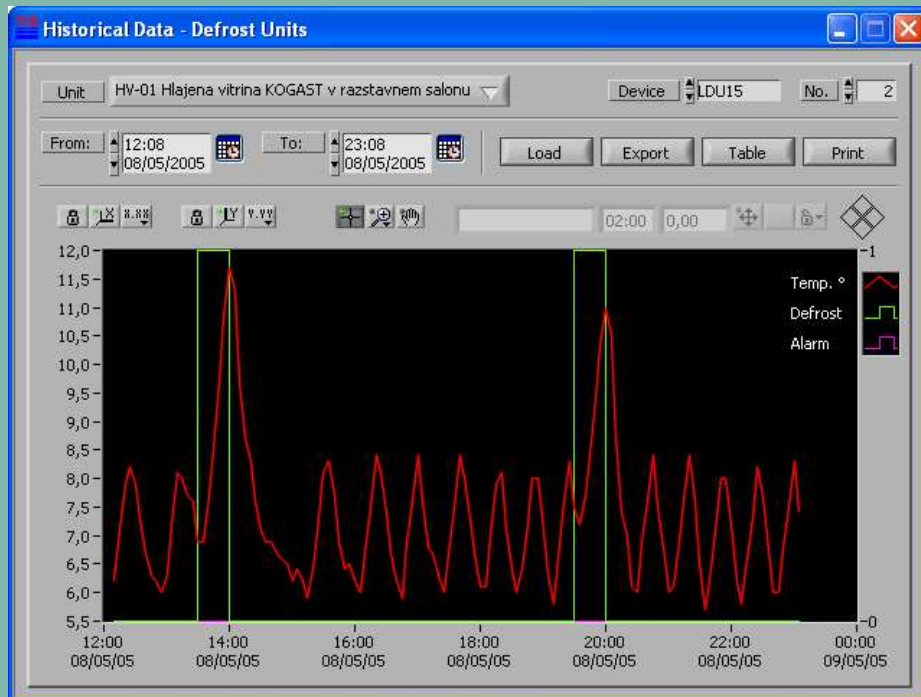 Historical Data - Defrost Units
Unit HV-01 Hlajena vitrina KOGAST v razstavnem salonu Device LDU15 No. 2
From: 12:08 08/05/2005 To: 23:08 08/05/2005 Load Export Table Print
X 8.88 Y Y.YY 02:00 0,00
12,0 1
11,5 Temp. °
11,0 Defrost
10,5 Alarm
10,0
9,5
9,0
8,5
8,0
7,5
7,0
6,5
6,0
5,5 0
12:00 14:00 16:00 18:00 20:00 22:00 00:00
08/05/05 08/05/05 08/05/05 08/05/05 08/05/05 08/05/05 09/05/05